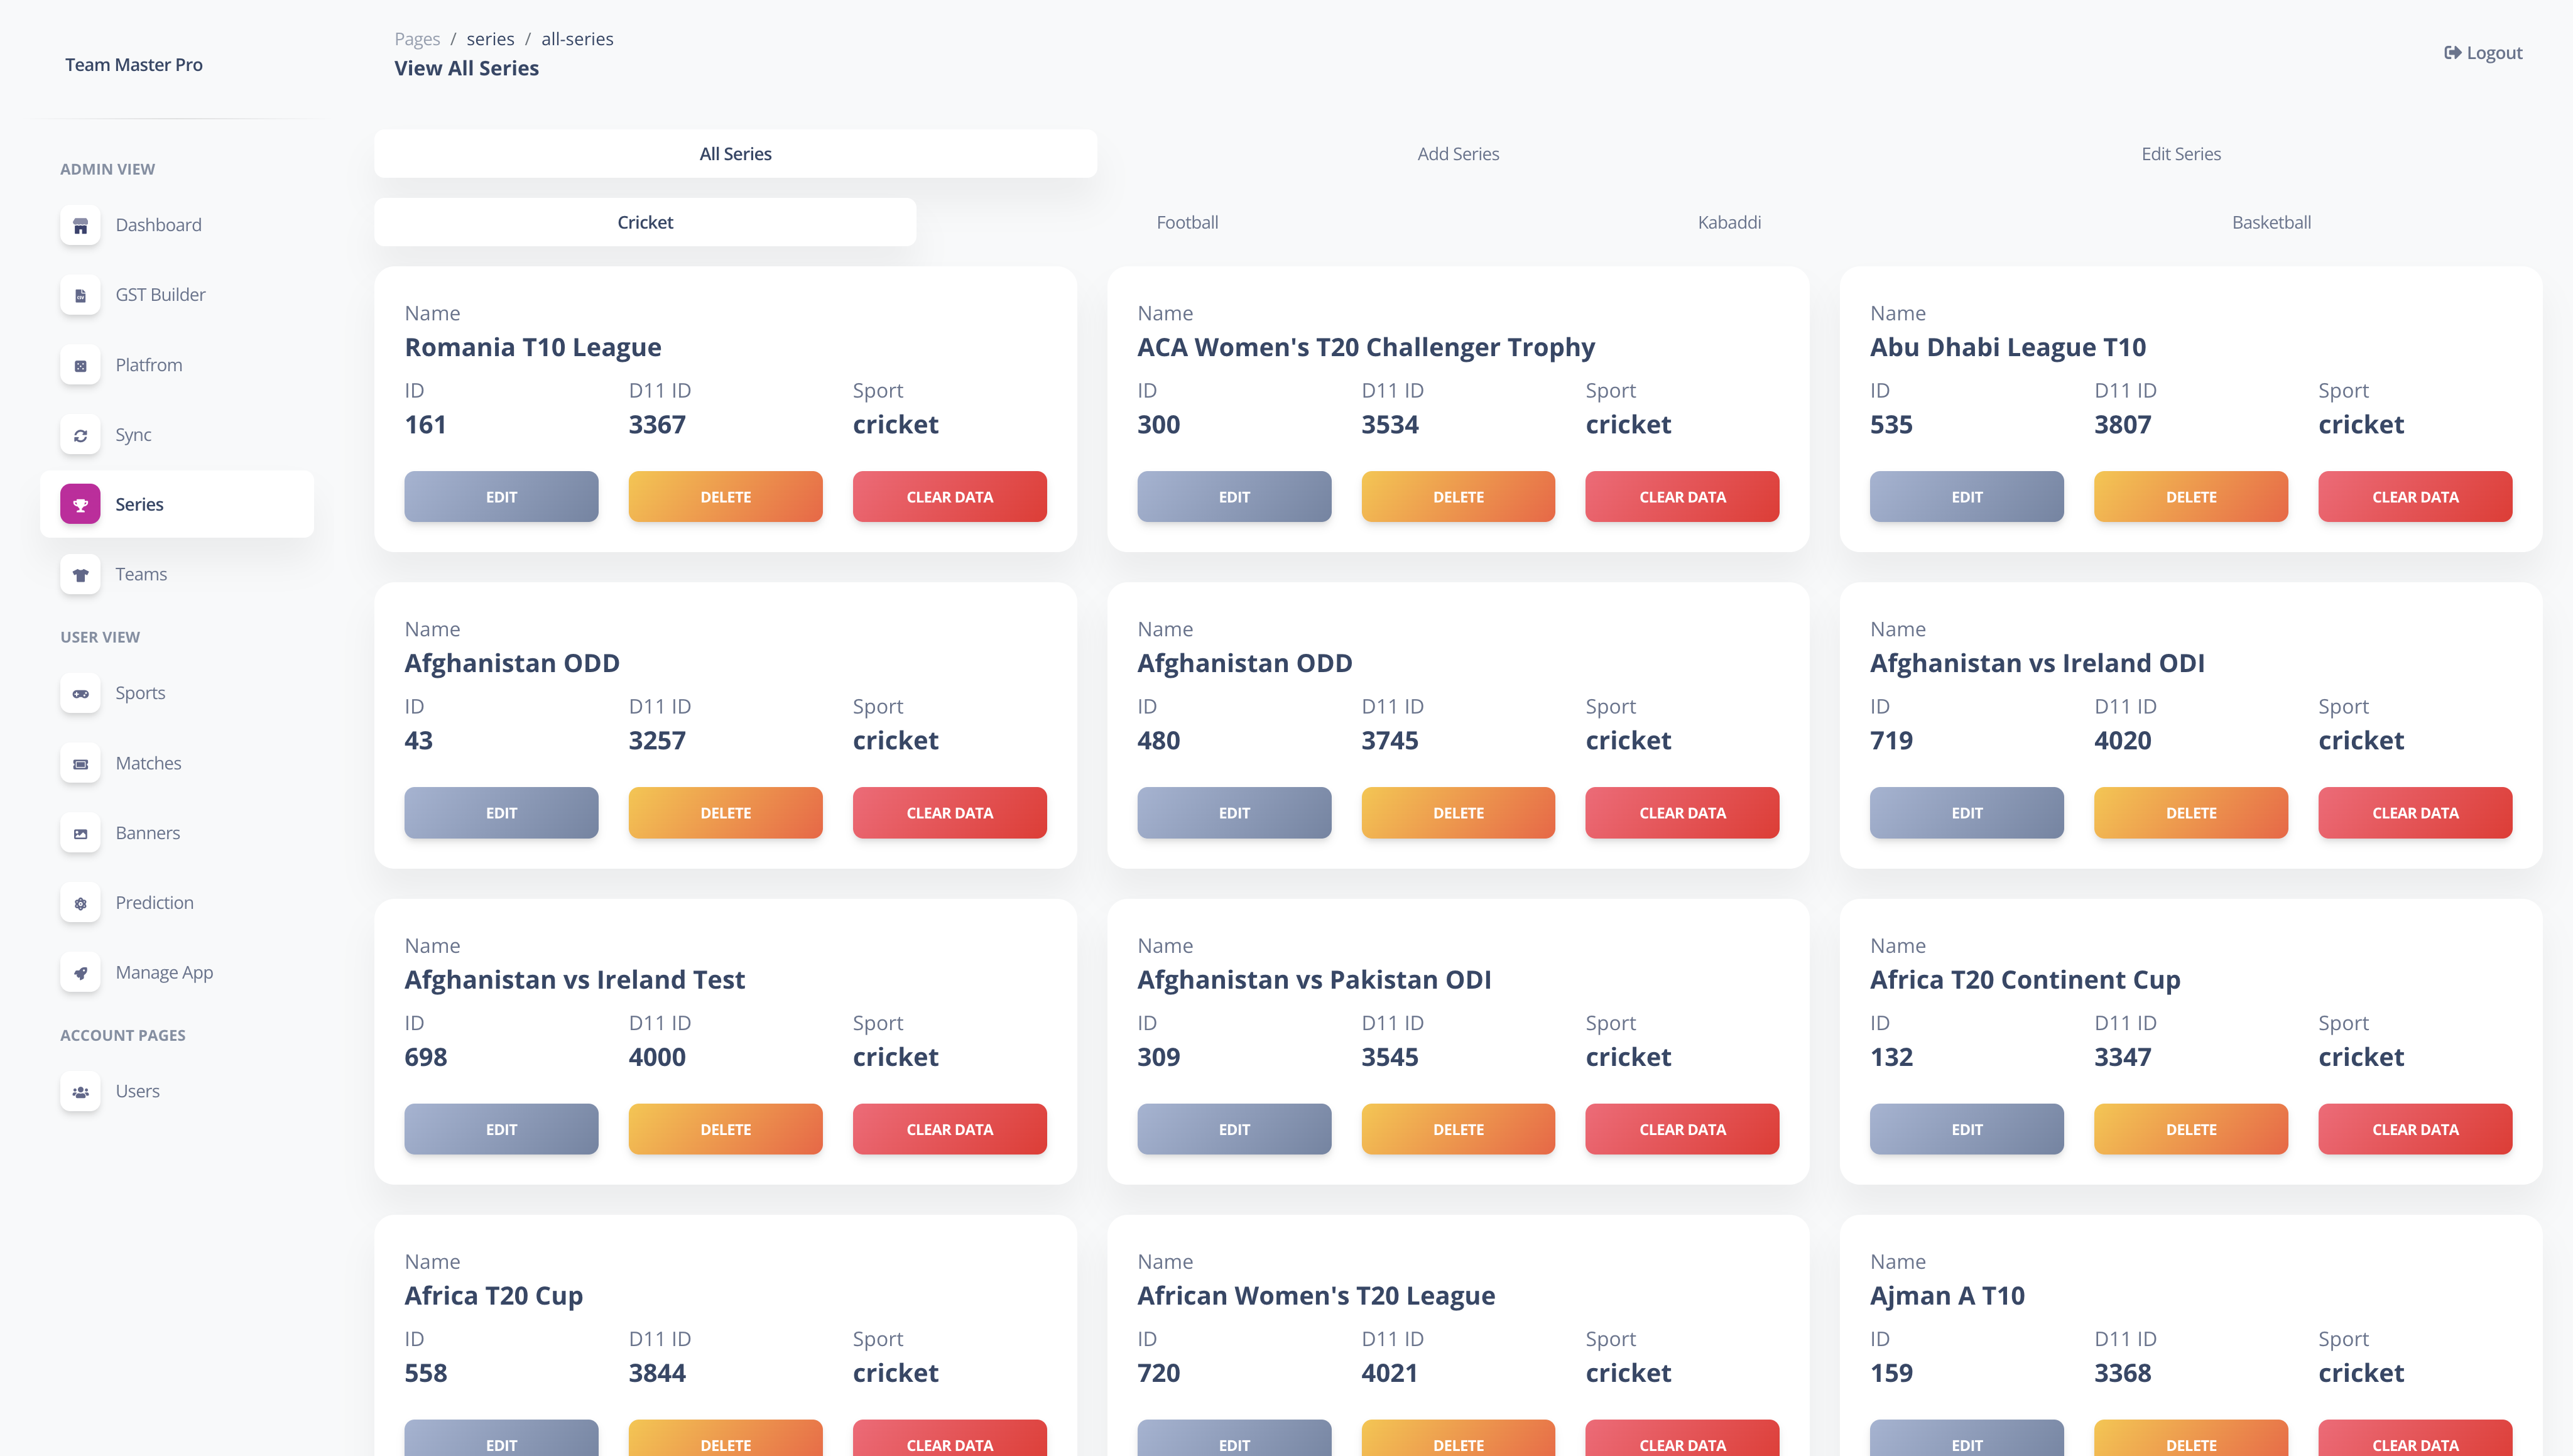 Team Master Pro
Pages / series / all-series
View All Series
Logout
ADMIN VIEW
Dashboard
GST Builder
Platfrom
Sync
Series
Teams
USER VIEW
Sports
Matches
Banners
Prediction
Manage App
ACCOUNT PAGES
Users
All Series Add Series Edit Series
Cricket Football Kabaddi Basketball
Name
Romania T10 League
ID D11 ID Sport
161 3367 cricket
EDIT DELETE CLEAR DATA
Name
ACA Women's T20 Challenger Trophy
ID D11 ID Sport
300 3534 cricket
EDIT DELETE CLEAR DATA
Name
Abu Dhabi League T10
ID D11 ID Sport
535 3807 cricket
EDIT DELETE CLEAR DATA
Name
Afghanistan ODD
ID D11 ID Sport
43 3257 cricket
EDIT DELETE CLEAR DATA
Name
Afghanistan ODD
ID D11 ID Sport
480 3745 cricket
EDIT DELETE CLEAR DATA
Name
Afghanistan vs Ireland ODI
ID D11 ID Sport
719 4020 cricket
EDIT DELETE CLEAR DATA
Name
Afghanistan vs Ireland Test
ID D11 ID Sport
698 4000 cricket
EDIT DELETE CLEAR DATA
Name
Afghanistan vs Pakistan ODI
ID D11 ID Sport
309 3545 cricket
EDIT DELETE CLEAR DATA
Name
Africa T20 Continent Cup
ID D11 ID Sport
132 3347 cricket
EDIT DELETE CLEAR DATA
Name
Africa T20 Cup
ID D11 ID Sport
558 3844 cricket
EDIT DELETE CLEAR DATA
Name
African Women's T20 League
ID D11 ID Sport
720 4021 cricket
EDIT DELETE CLEAR DATA
Name
Ajman A T10
ID D11 ID Sport
159 3368 cricket
EDIT DELETE CLEAR DATA